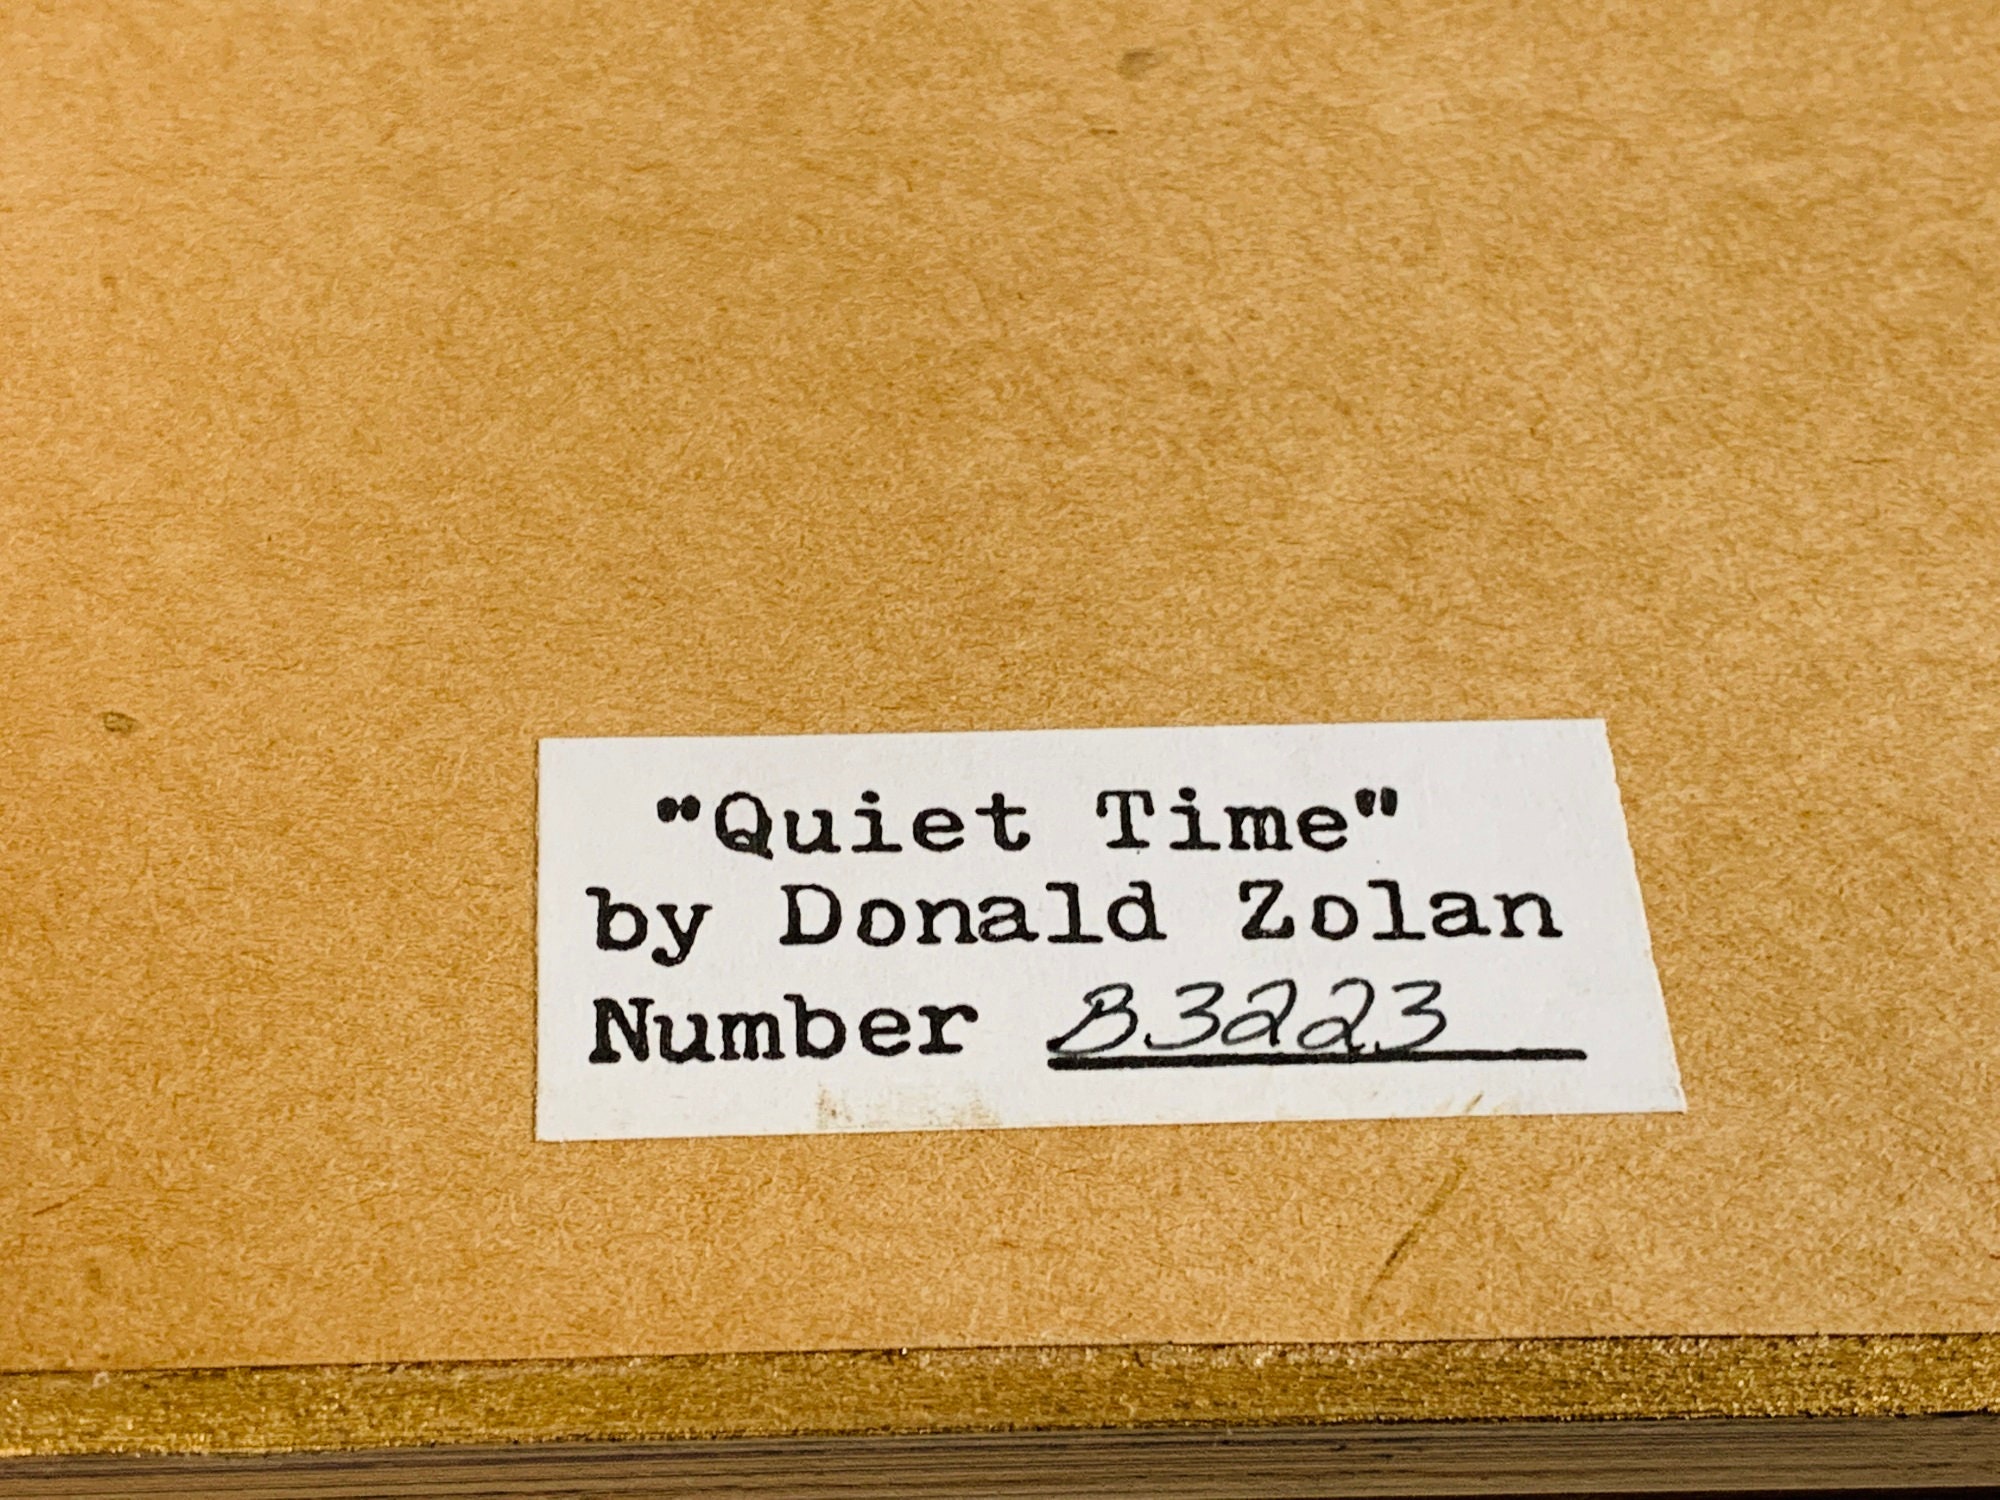 "Quiet Time"
by Donald Zolan
Number B3223